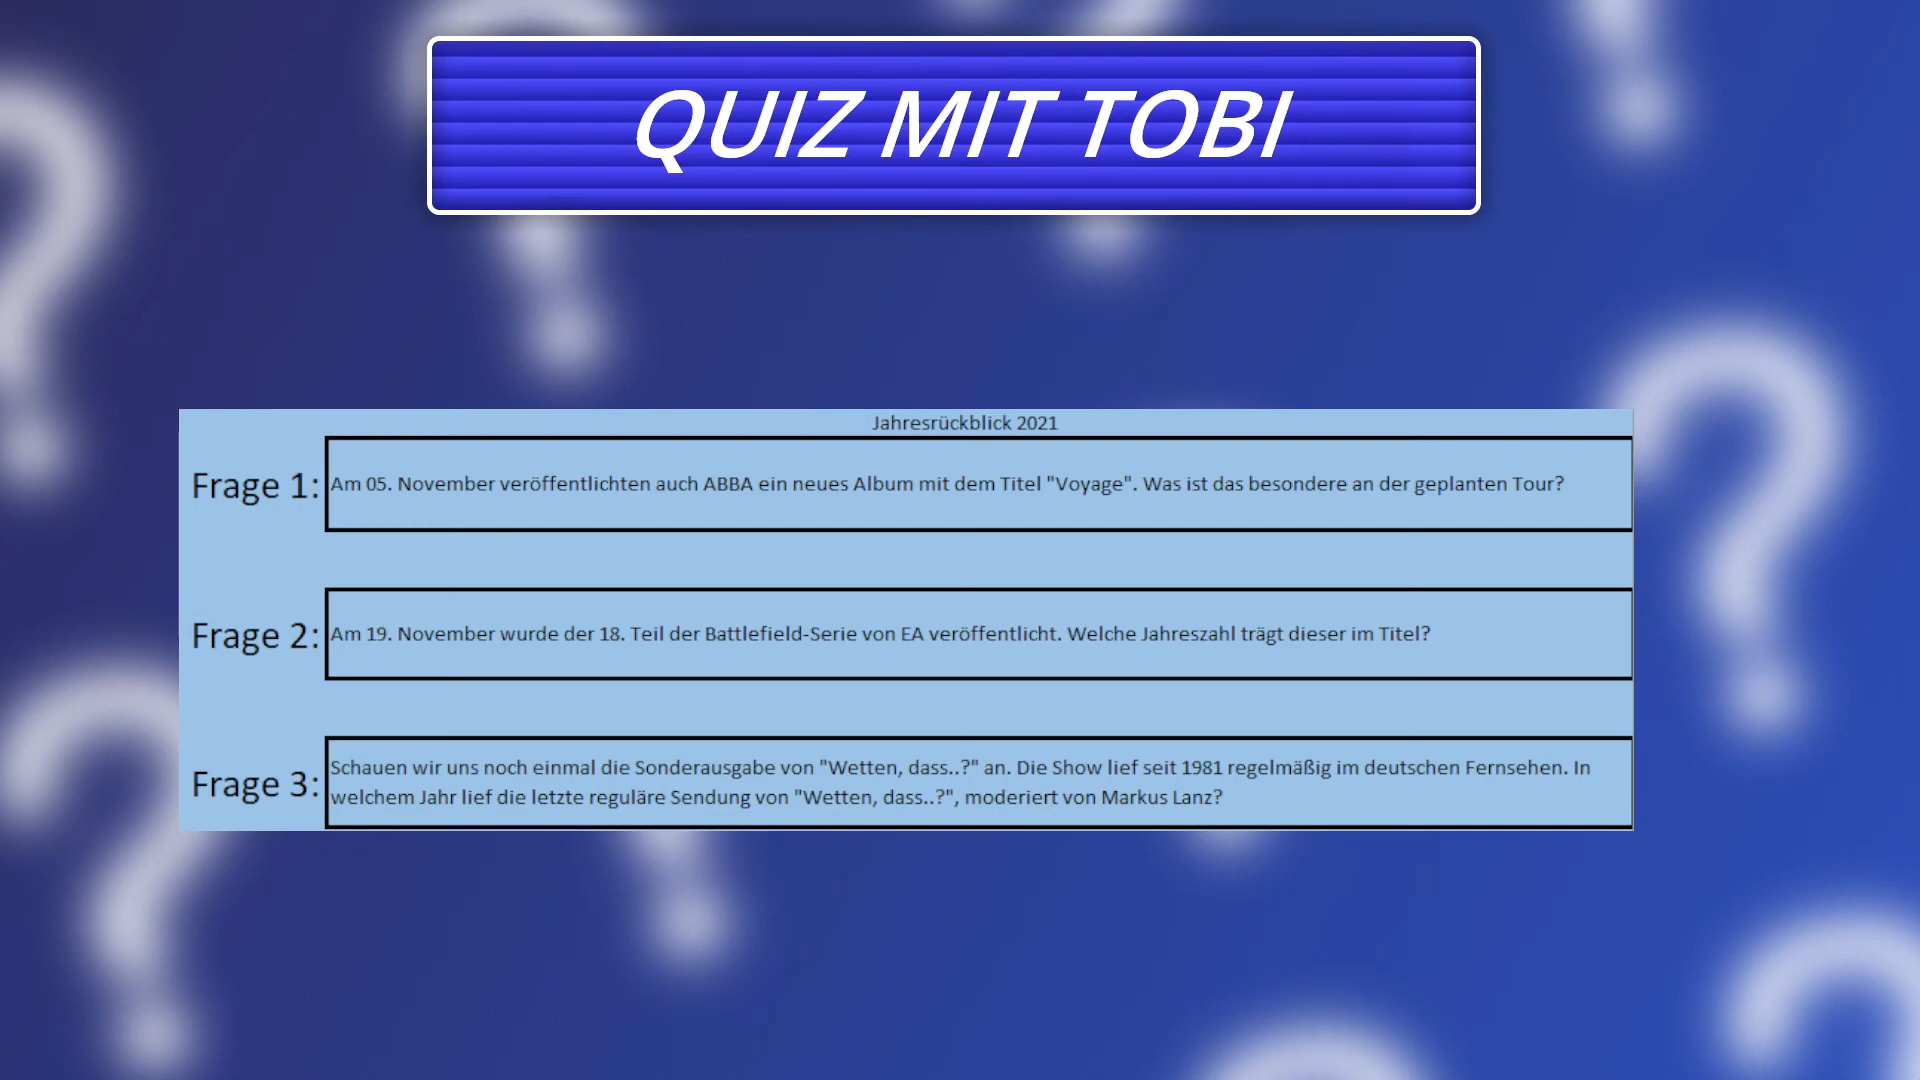 QUIZ MIT TOBI
Jahresrückblick 2021
Frage 1: Am 05. November veröffentlichten auch ABBA ein neues Album mit dem Titel "Voyage". Was ist das besondere an der geplanten Tour?
Frage 2: Am 19. November wurde der 18. Teil der Battlefield-Serie von EA veröffentlicht. Welche Jahreszahl trägt dieser im Titel?
Frage 3: Schauen wir uns noch einmal die Sonderausgabe von "Wetten, dass..?" an. Die Show lief seit 1981 regelmäßig im deutschen Fernsehen. In
welchem Jahr lief die letzte reguläre Sendung von "Wetten, dass..?", moderiert von Markus Lanz?